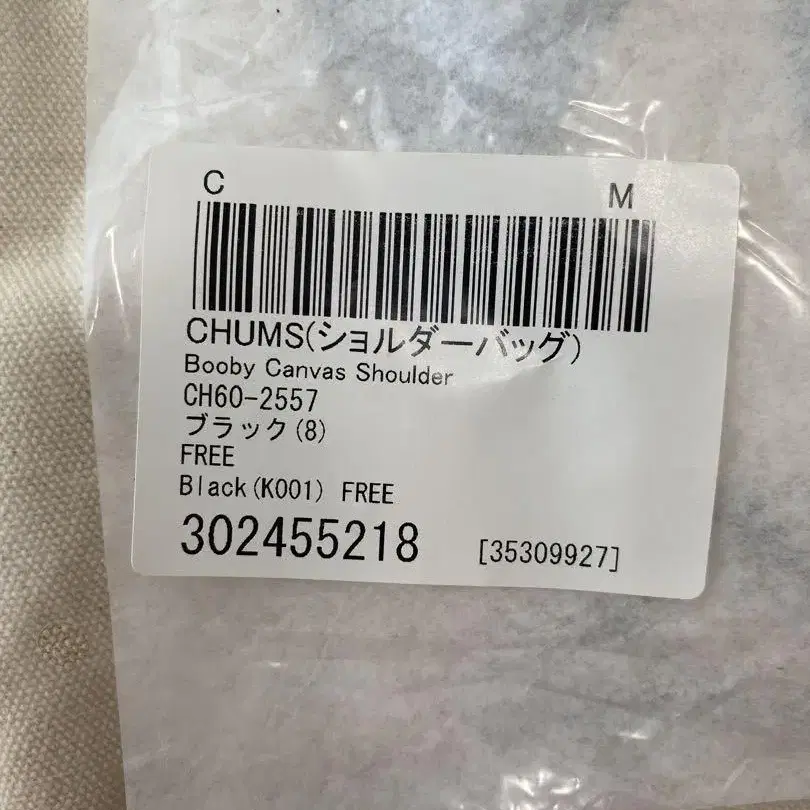 C M
CHUMS(ショルダーバッグ)
Booby Canvas Shoulder
CH60-2557
ブラック(8)
FREE
Black(K001) FREE
302455218 [35309927]